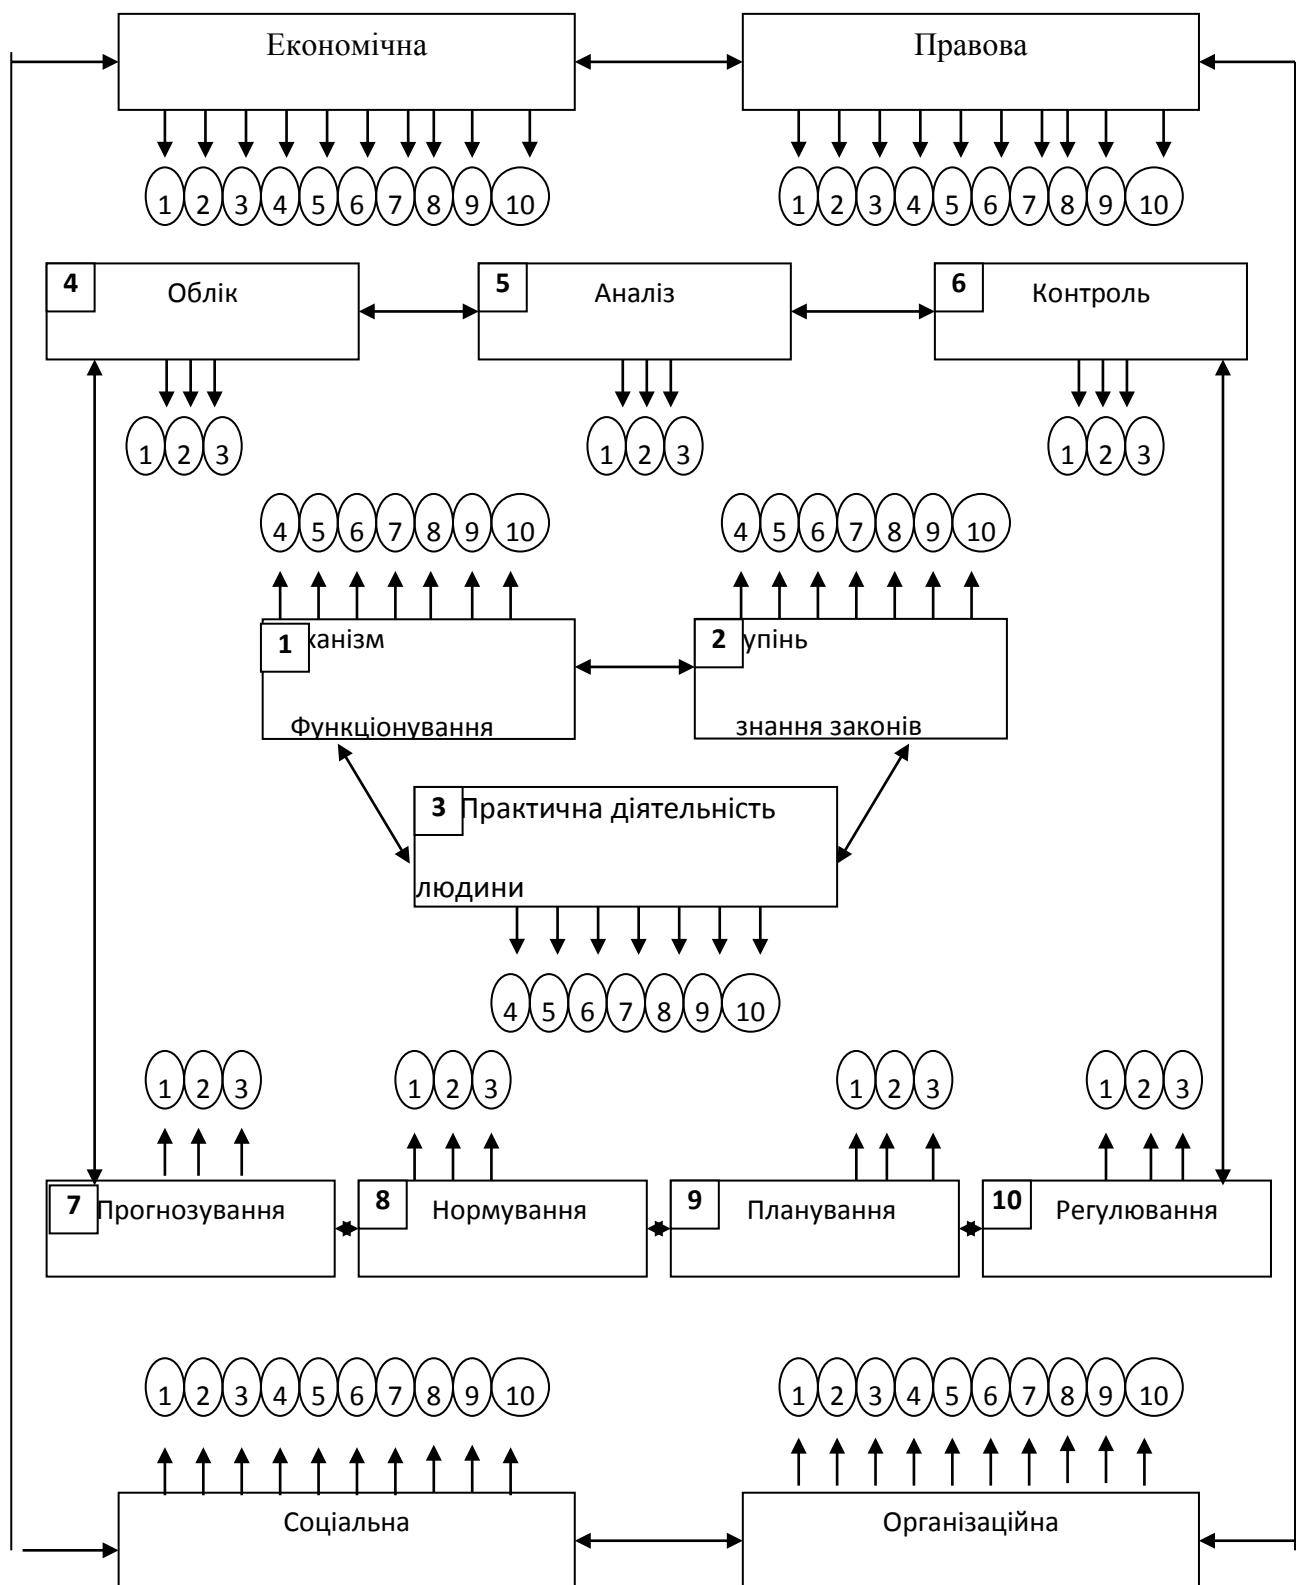 Економічна
Правова
1 2 3 4 5 6 7 8 9 10
1 2 3 4 5 6 7 8 9 10
4 Облік
5 Аналіз
6 Контроль
1 2 3
1 2 3
1 2 3
4 5 6 7 8 9 10
4 5 6 7 8 9 10
1 ханізм
Функціонування
2 упінь
знання законів
3 Практична діятельність
людини
4 5 6 7 8 9 10
1 2 3
1 2 3
1 2 3
1 2 3
7 Прогнозування
8 Нормування
9 Планування
10 Регулювання
1 2 3 4 5 6 7 8 9 10
1 2 3 4 5 6 7 8 9 10
Соціальна
Організаційна